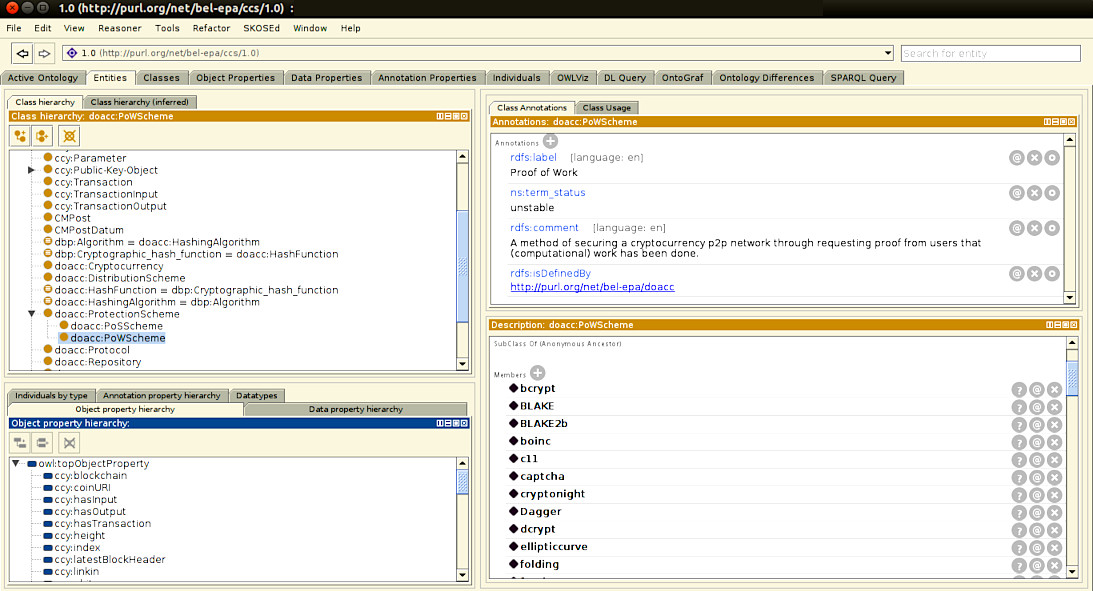 1.0 (http://purl.org/net/bel-epa/ccs/1.0) :
File Edit View Reasoner Tools Refactor SKOSEd Window Help
1.0 (http://purl.org/net/bel-epa/ccs/1.0)
Search for entity
Active Ontology Entities Classes Object Properties Data Properties Annotation Properties Individuals OWLViz DL Query OntoGraf Ontology Differences SPARQL Query
Class hierarchy Class hierarchy (inferred)
Class hierarchy: doacc:PoWScheme
ccy:Parameter
ccy:Public-Key-Object
ccy:Transaction
ccy:TransactionInput
ccy:TransactionOutput
CMPost
CMPostDatum
dbp:Algorithm = doacc:HashingAlgorithm
dbp:Cryptographic_hash_function = doacc:HashFunction
doacc:Cryptocurrency
doacc:DistributionScheme
doacc:HashFunction = dbp:Cryptographic_hash_function
doacc:HashingAlgorithm = dbp:Algorithm
doacc:ProtectionScheme
doacc:PoSScheme
doacc:PoWScheme
doacc:Protocol
doacc:Repository
Individuals by type Annotation property hierarchy Datatypes
Object property hierarchy Data property hierarchy
Object property hierarchy:
owl:topObjectProperty
ccy:blockchain
ccy:coinURI
ccy:hasInput
ccy:hasOutput
ccy:hasTransaction
ccy:height
ccy:index
ccy:latestBlockHeader
ccy:linkin
Class Annotations Class Usage
Annotations: doacc:PoWScheme
Annotations
rdfs:label [language: en]
Proof of Work
ns:term_status
unstable
rdfs:comment [language: en]
A method of securing a cryptocurrency p2p network through requesting proof from users that
(computational) work has been done.
rdfs:isDefinedBy
http://purl.org/net/bel-epa/doacc
Description: doacc:PoWScheme
SubClass Of (Anonymous Ancestor)
Members
bcrypt
BLAKE
BLAKE2b
boinc
c11
captcha
cryptonight
Dagger
dcrypt
ellipticcurve
folding